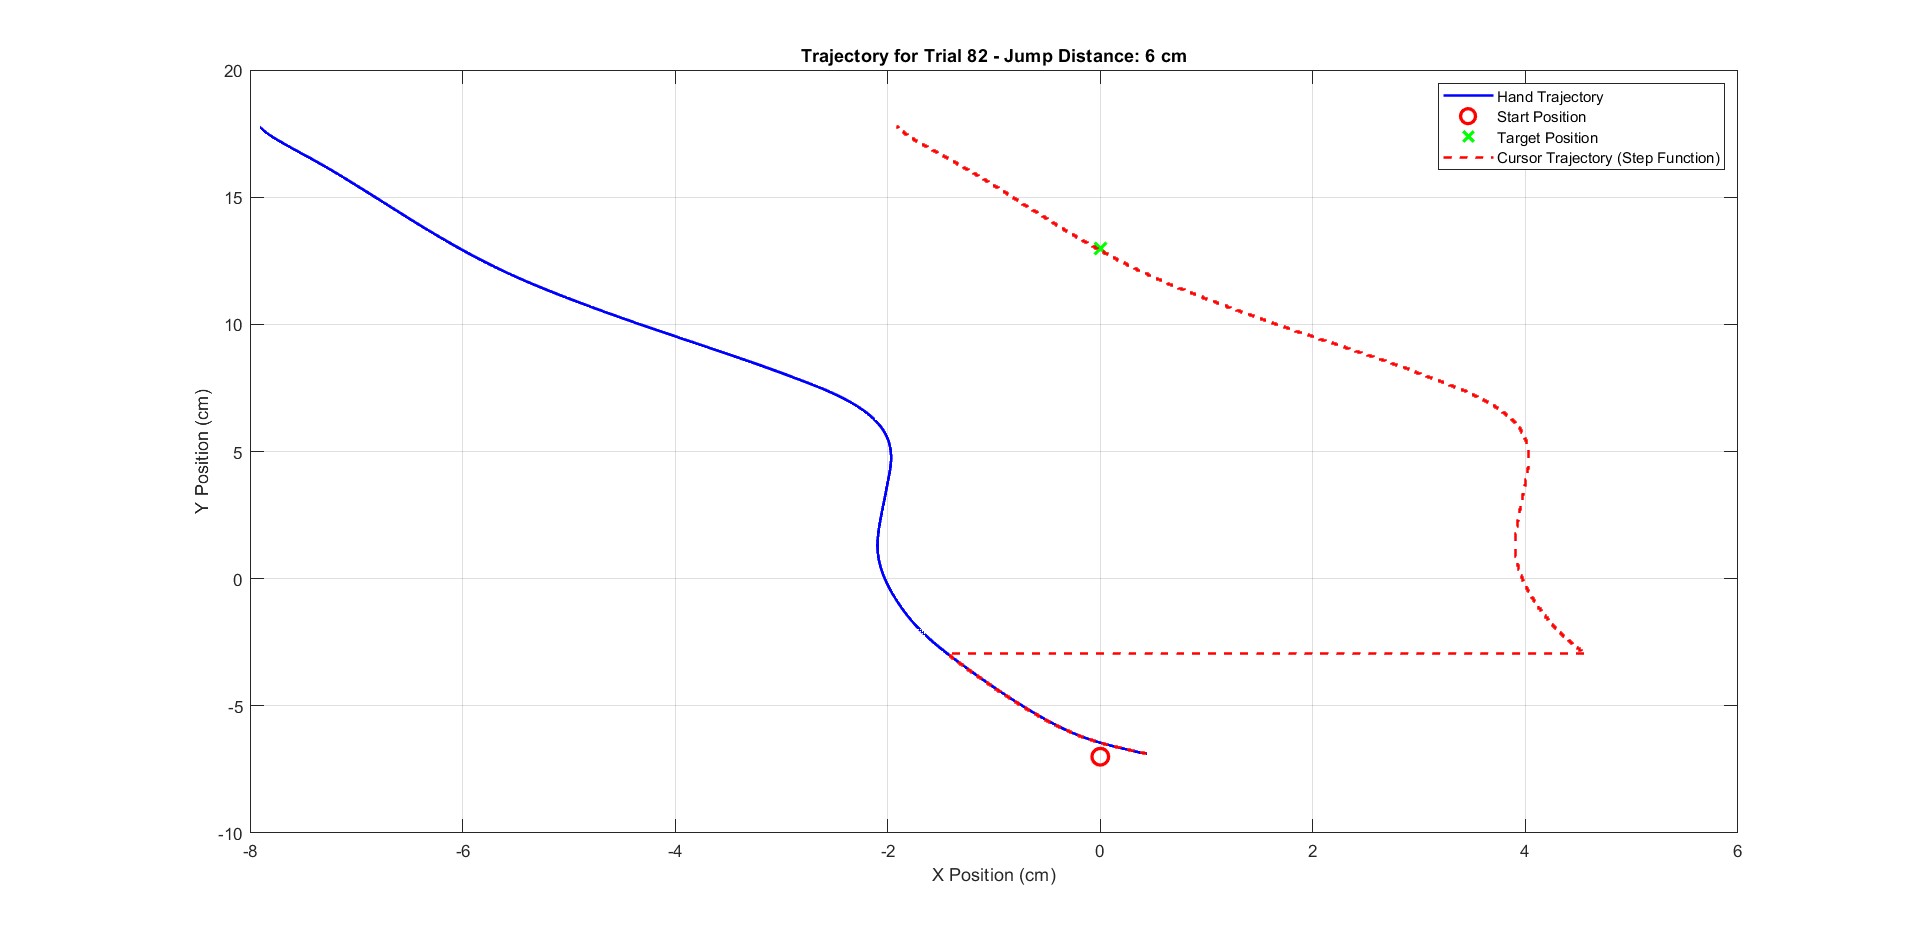 Trajectory for Trial 82 - Jump Distance: 6 cm
Hand Trajectory
Start Position
Target Position
Cursor Trajectory (Step Function)
Y Position (cm)
20
15
10
5
0
-5
-10
-8
-6
-4
-2
0
2
4
6
X Position (cm)